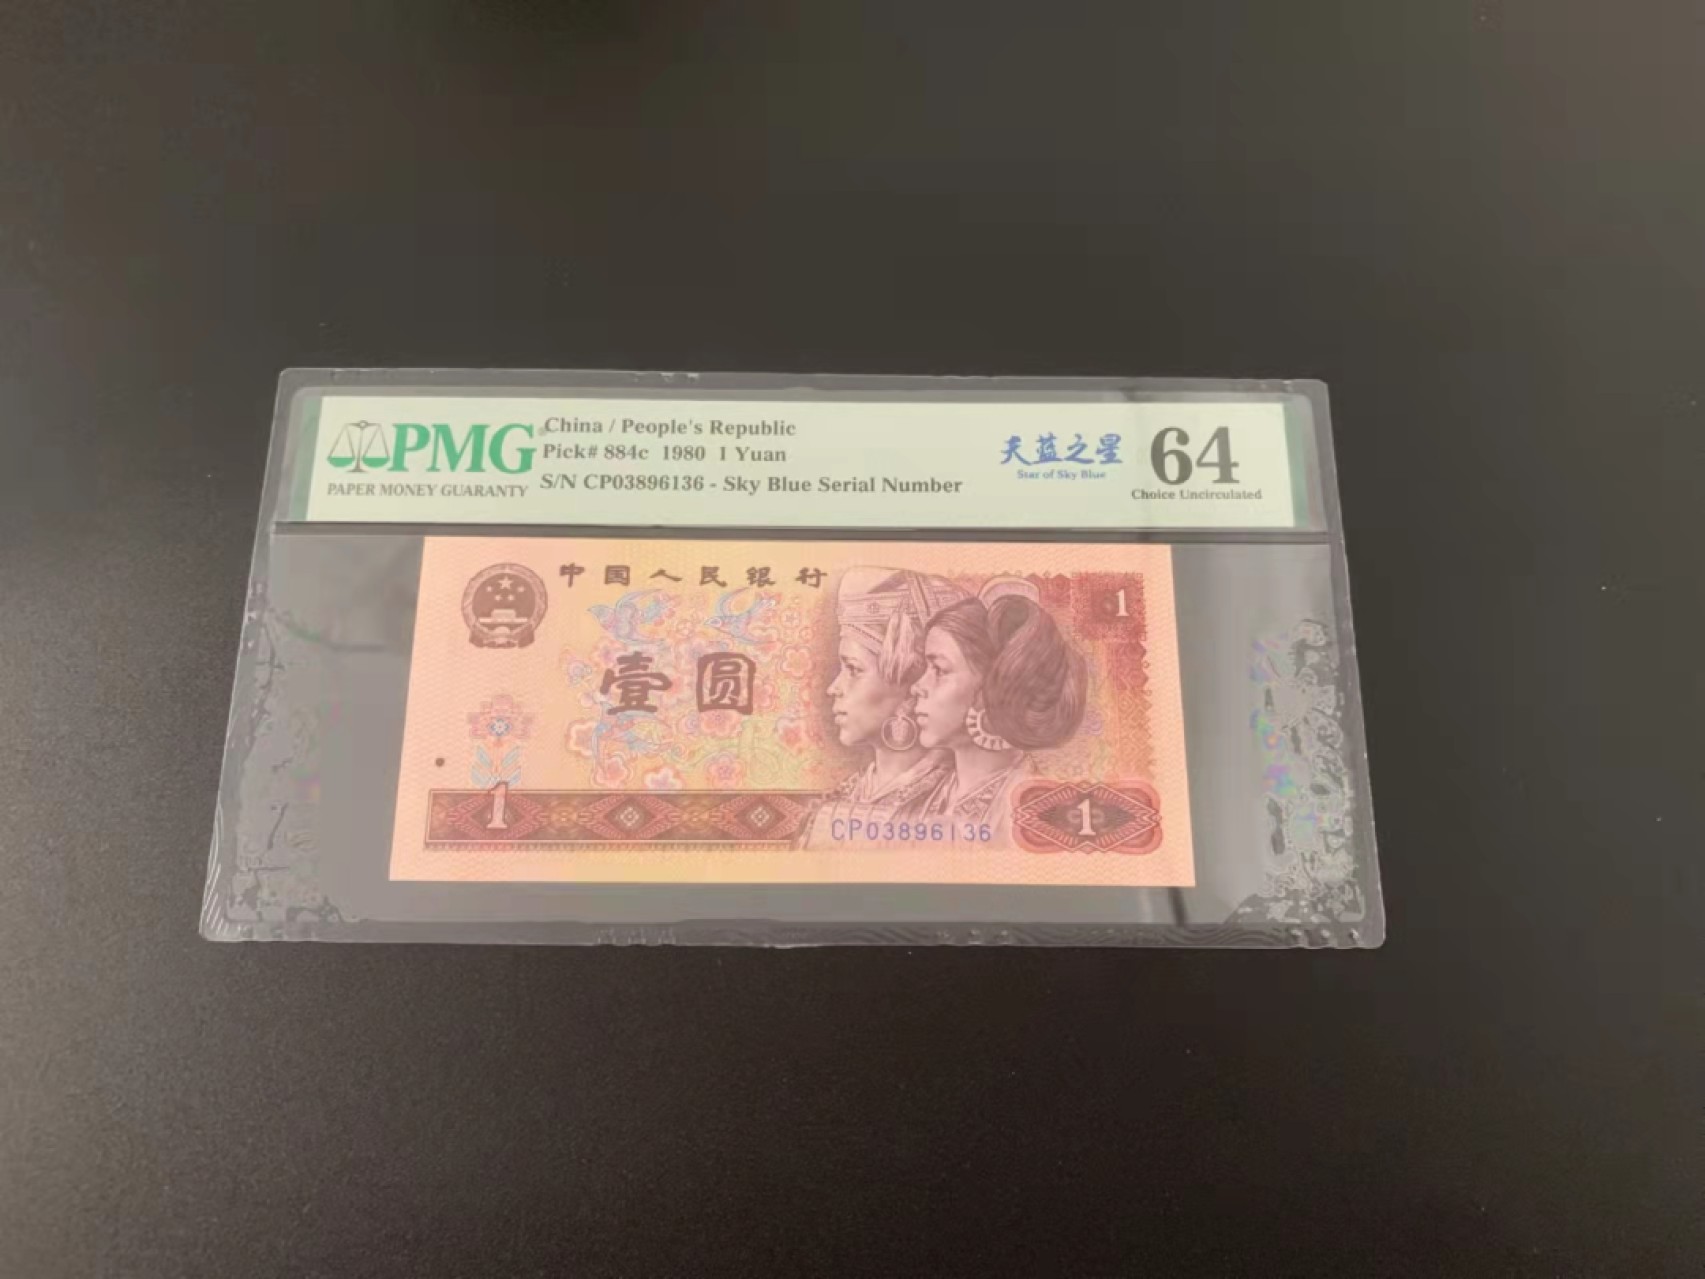 PMG
PAPER MONEY GUARANTY
China / People's Republic
Pick# 884c 1980 1 Yuan
S/N CP03896136 - Sky Blue Serial Number
天蓝之星
Star of Sky Blue
64
Choice Uncirculated
中国人民银行
1
壹圆
1
CP03896136
1